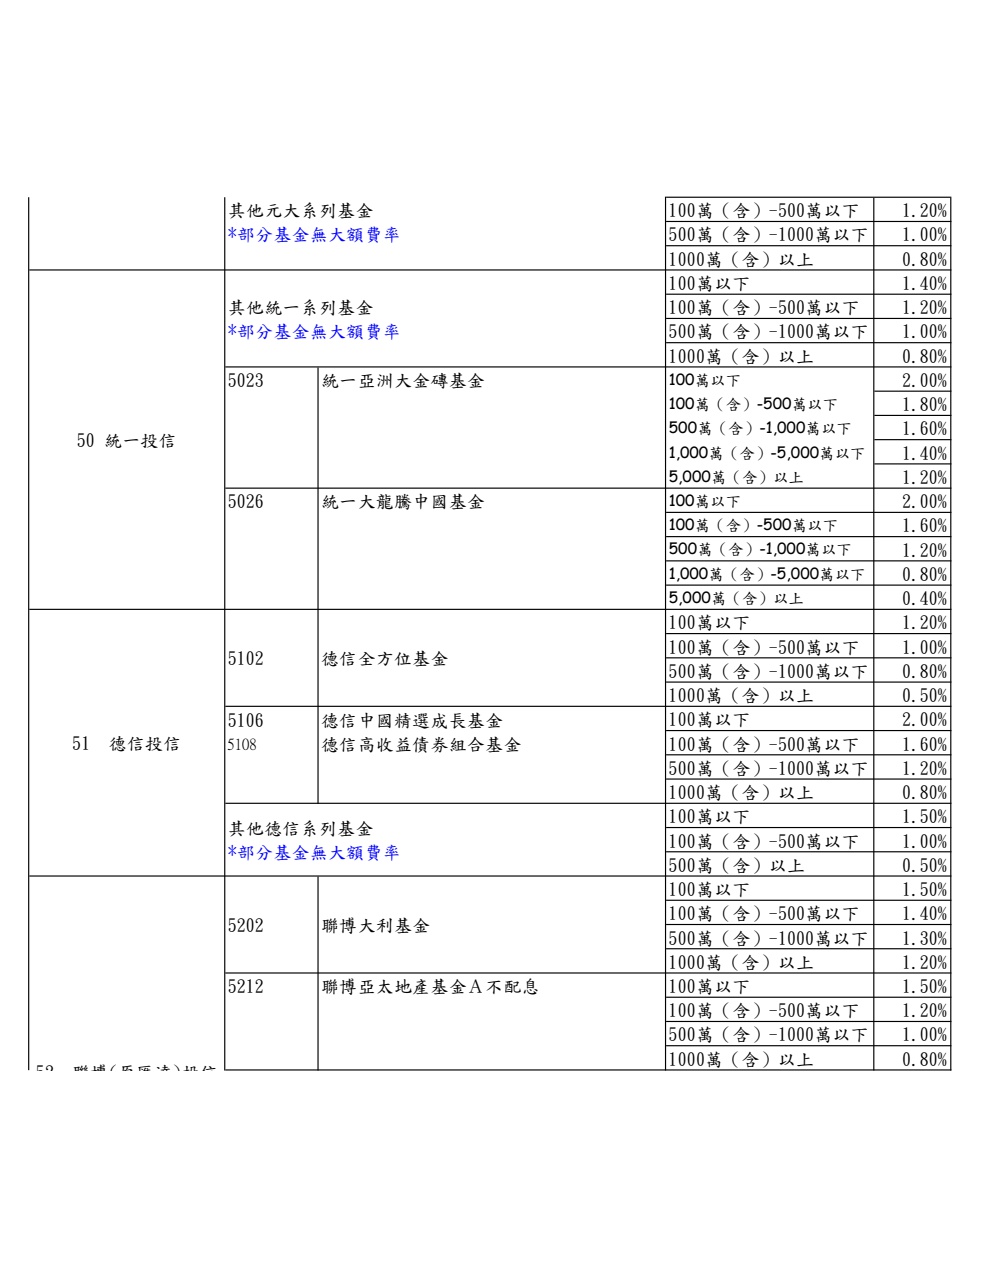 其他元大系列基金
*部分基金無大額費率
100萬（含）-500萬以下 1.20%
500萬（含）-1000萬以下 1.00%
1000萬（含）以上 0.80%
50 統一投信
其他統一系列基金
*部分基金無大額費率
100萬以下 1.40%
100萬（含）-500萬以下 1.20%
500萬（含）-1000萬以下 1.00%
1000萬（含）以上 0.80%
5023 統一亞洲大金磚基金 100萬以下 2.00%
100萬（含）-500萬以下 1.80%
500萬（含）-1,000萬以下 1.60%
1,000萬（含）-5,000萬以下 1.40%
5,000萬（含）以上 1.20%
5026 統一大龍騰中國基金 100萬以下 2.00%
100萬（含）-500萬以下 1.60%
500萬（含）-1,000萬以下 1.20%
1,000萬（含）-5,000萬以下 0.80%
5,000萬（含）以上 0.40%
51 德信投信
5102 德信全方位基金
100萬以下 1.20%
100萬（含）-500萬以下 1.00%
500萬（含）-1000萬以下 0.80%
1000萬（含）以上 0.50%
5106 德信中國精選成長基金 100萬以下 2.00%
5108 德信高收益債券組合基金 100萬（含）-500萬以下 1.60%
500萬（含）-1000萬以下 1.20%
1000萬（含）以上 0.80%
其他德信系列基金
*部分基金無大額費率
100萬以下 1.50%
100萬（含）-500萬以下 1.00%
500萬（含）以上 0.50%
5202 聯博大利基金
100萬以下 1.50%
100萬（含）-500萬以下 1.40%
500萬（含）-1000萬以下 1.30%
1000萬（含）以上 1.20%
5212 聯博亞太地產基金Ａ不配息 100萬以下 1.50%
100萬（含）-500萬以下 1.20%
500萬（含）-1000萬以下 1.00%
1000萬（含）以上 0.80%